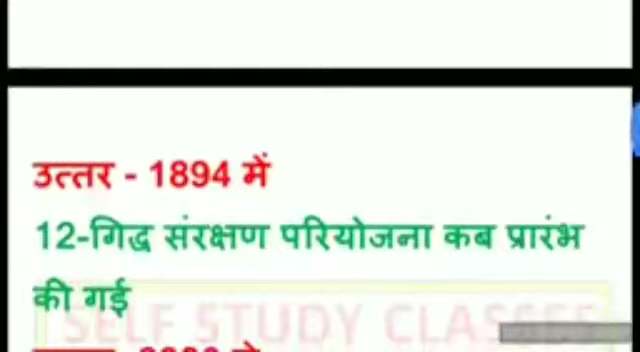 उत्तर - 1894 में
12-गिद्ध संरक्षण परियोजना कब प्रारंभ
की गई
SELF STUDY CLASSES